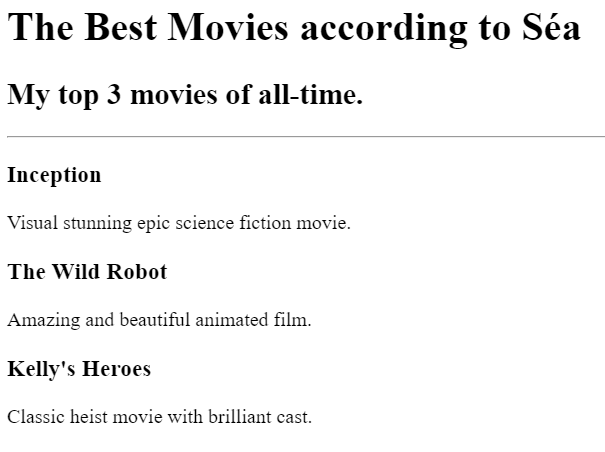 The Best Movies according to Séa
My top 3 movies of all-time.
Inception
Visual stunning epic science fiction movie.
The Wild Robot
Amazing and beautiful animated film.
Kelly's Heroes
Classic heist movie with brilliant cast.